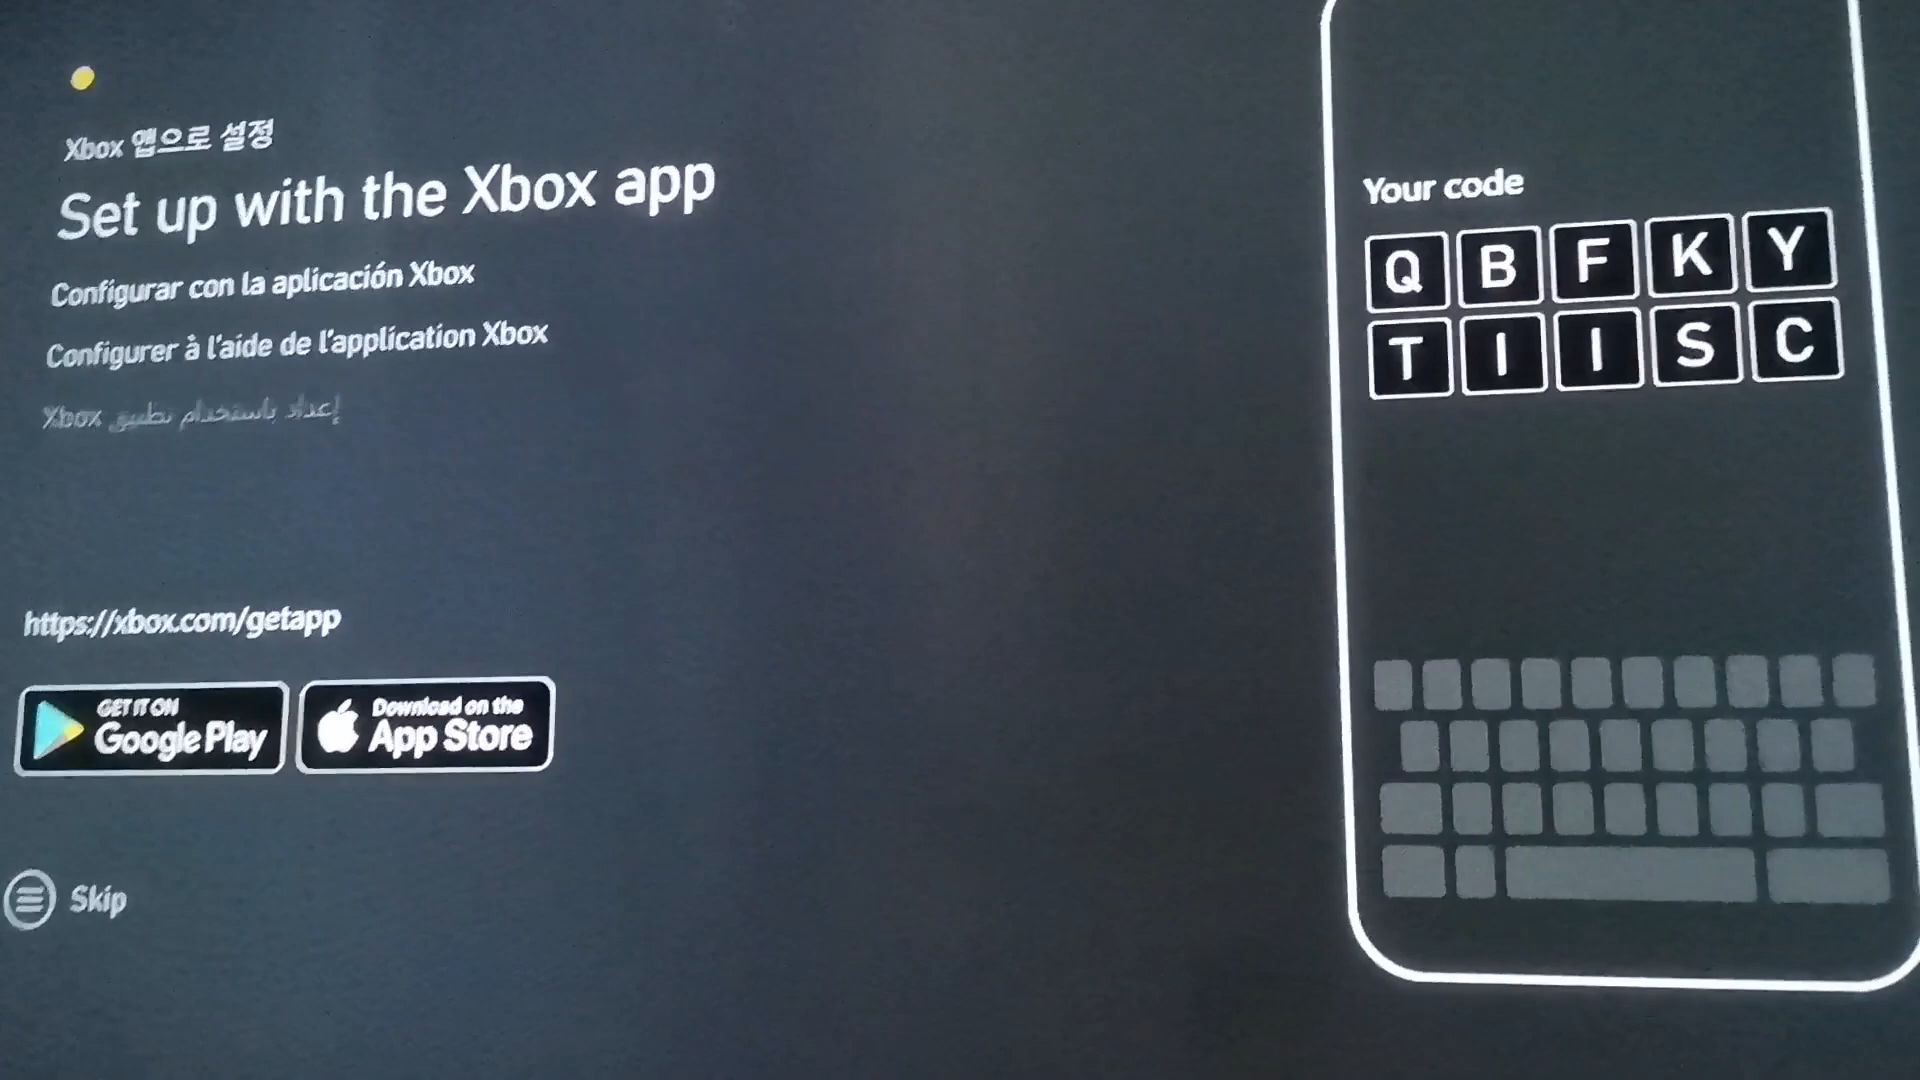 Xbox 앱으로 설정
Set up with the Xbox app
Configurar con la aplicación Xbox
Configurer à l'aide de l'application Xbox
إعداد باستخدام تطبيق Xbox
https://xbox.com/getapp
GET IT ON
Google Play
Download on the
App Store
Skip
Your code
Q B F K Y
T I I S C